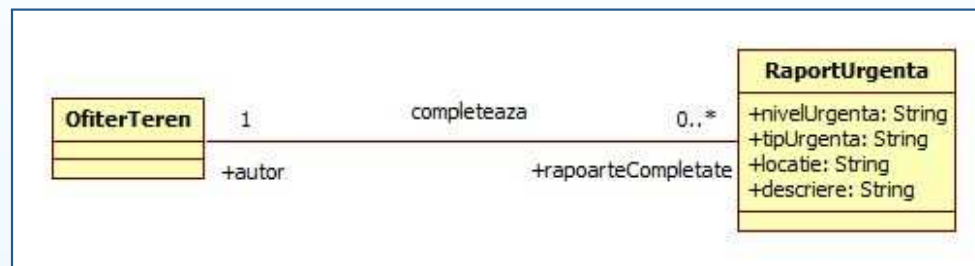 OfiterTeren
1
+autor
completeaza
0..*
+rapoarteCompletate
RaportUrgenta
+nivelUrgenta: String
+tipUrgenta: String
+locatie: String
+descriere: String